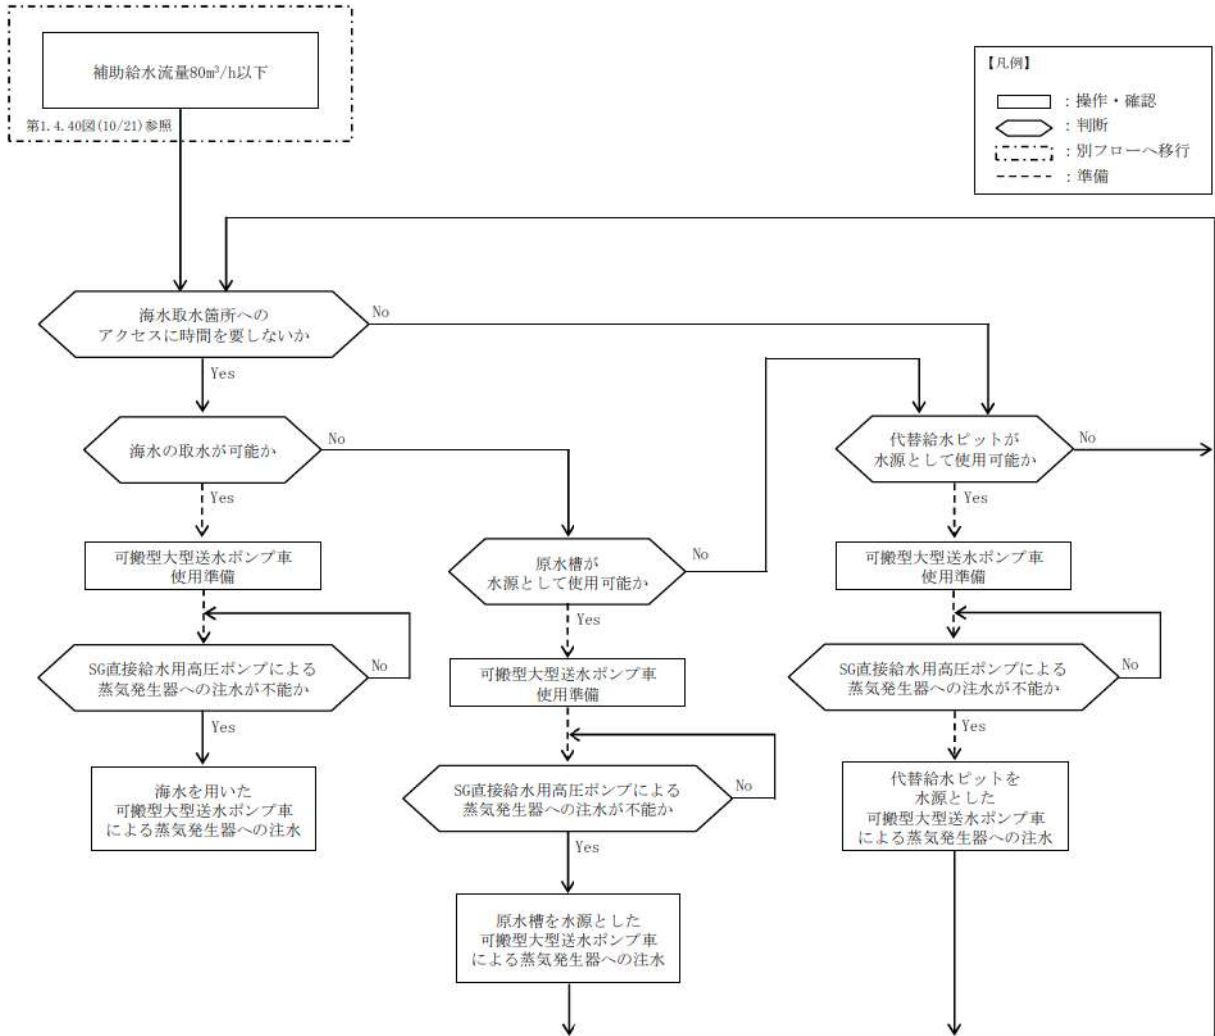 補助給水流量80m³/h以下
第1.4.40図(10/21)参照
【凡例】
：操作・確認
：判断
：別フローへ移行
：準備
海水取水箇所への
アクセスに時間を要しないか
No
Yes
海水の取水が可能か
No
Yes
代替給水ピットが
水源として使用可能か
No
Yes
可搬型大型送水ポンプ車
使用準備
原水槽が
水源として使用可能か
No
Yes
可搬型大型送水ポンプ車
使用準備
SG直接給水用高圧ポンプによる
蒸気発生器への注水が不能か
No
Yes
可搬型大型送水ポンプ車
使用準備
SG直接給水用高圧ポンプによる
蒸気発生器への注水が不能か
No
Yes
海水を用いた
可搬型大型送水ポンプ車
による蒸気発生器への注水
SG直接給水用高圧ポンプによる
蒸気発生器への注水が不能か
No
Yes
代替給水ピットを
水源とした
可搬型大型送水ポンプ車
による蒸気発生器への注水
原水槽を水源とした
可搬型大型送水ポンプ車
による蒸気発生器への注水